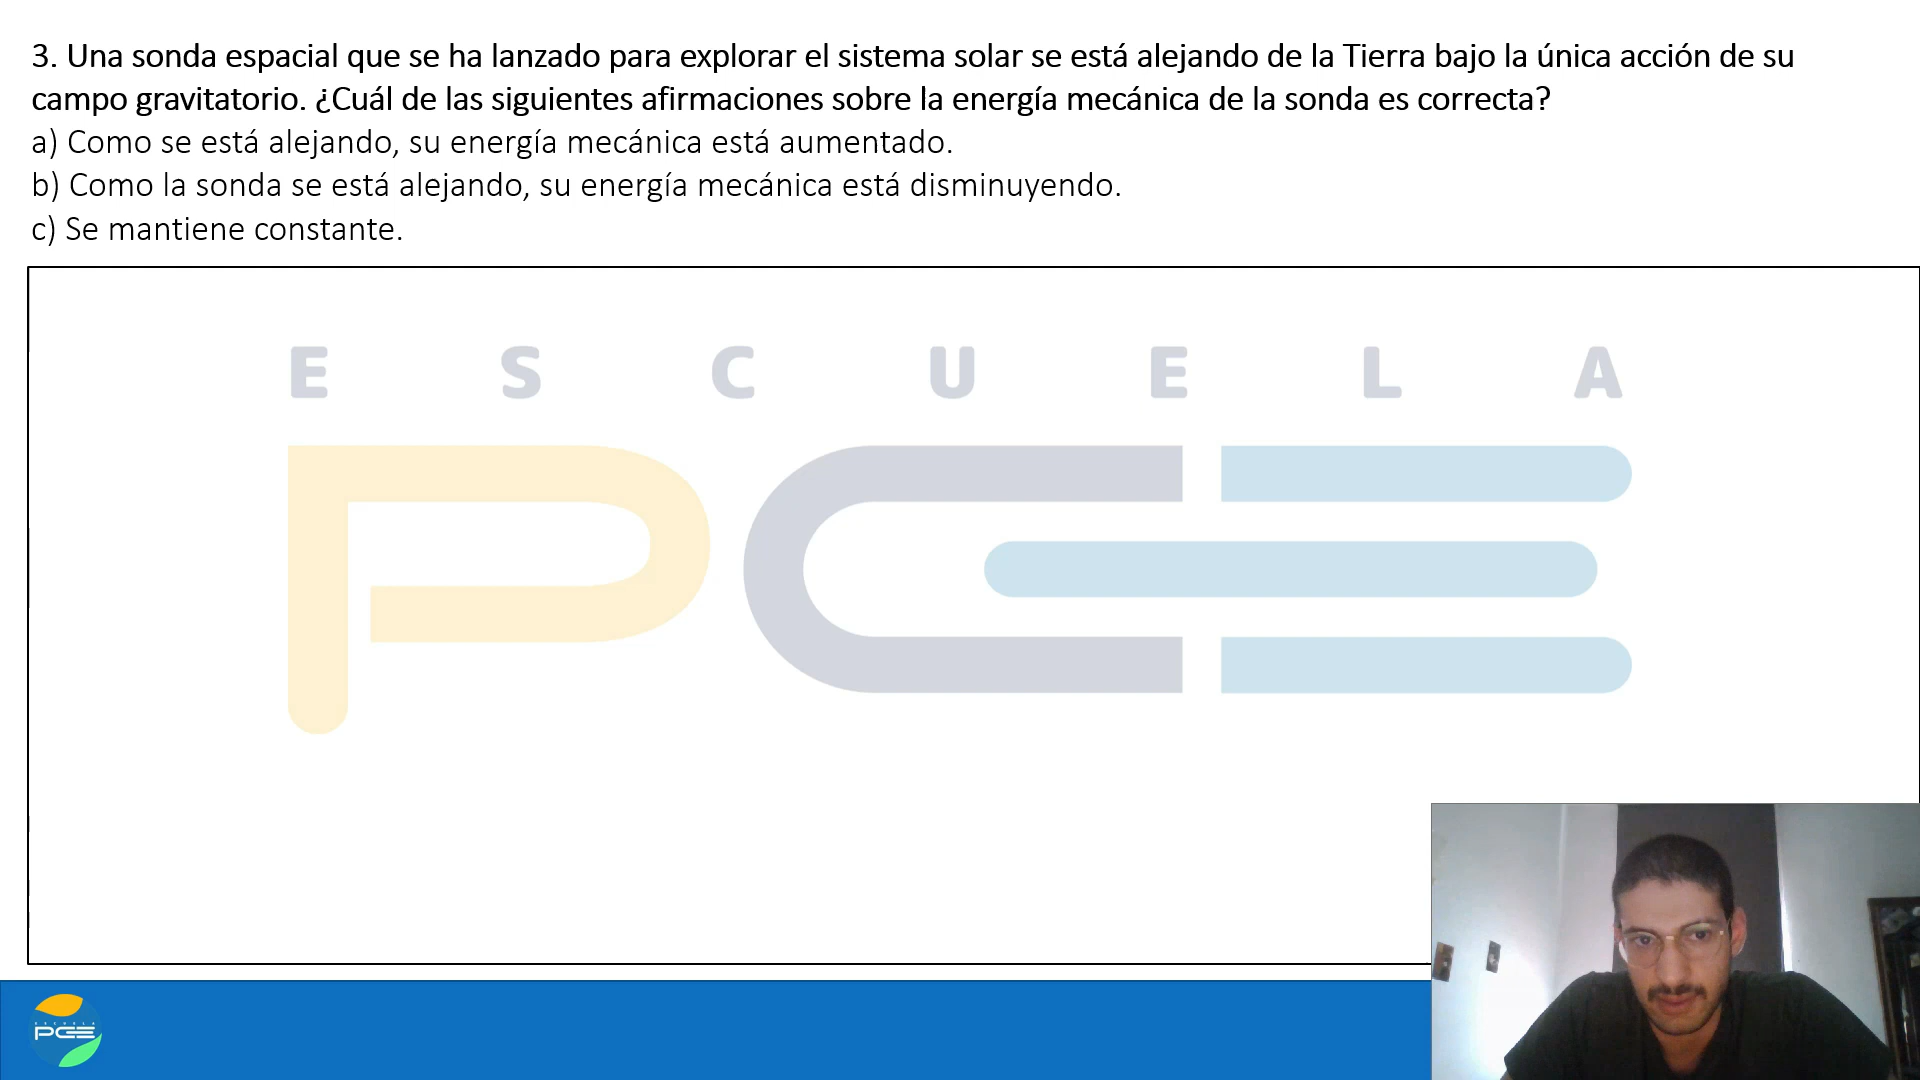 3. Una sonda espacial que se ha lanzado para explorar el sistema solar se está alejando de la Tierra bajo la única acción de su
campo gravitatorio. ¿Cuál de las siguientes afirmaciones sobre la energía mecánica de la sonda es correcta?
a) Como se está alejando, su energía mecánica está aumentado.
b) Como la sonda se está alejando, su energía mecánica está disminuyendo.
c) Se mantiene constante.
ESCUELA
PCE
ESCUELA
PCE